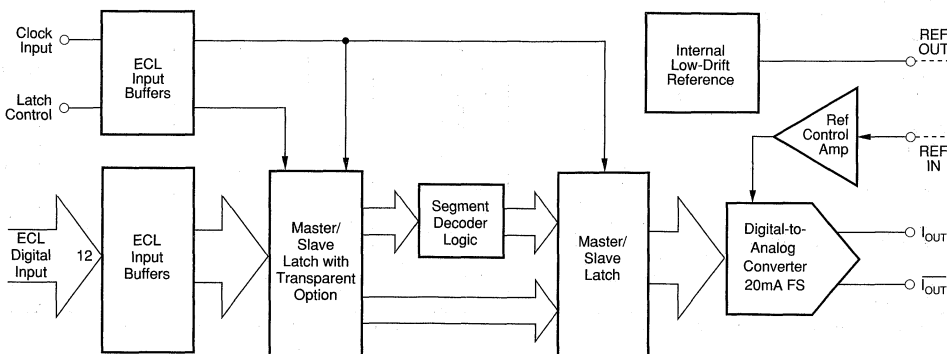 Clock
Input
Latch
Control
ECL
Input
Buffers
Internal
Low-Drift
Reference
REF
OUT
Ref
Control
Amp
REF
IN
ECL
Digital
Input
12
ECL
Input
Buffers
Master/
Slave
Latch with
Transparent
Option
Segment
Decoder
Logic
Master/
Slave
Latch
Digital-to-
Analog
Converter
20mA FS
I_OUT
I_OUT